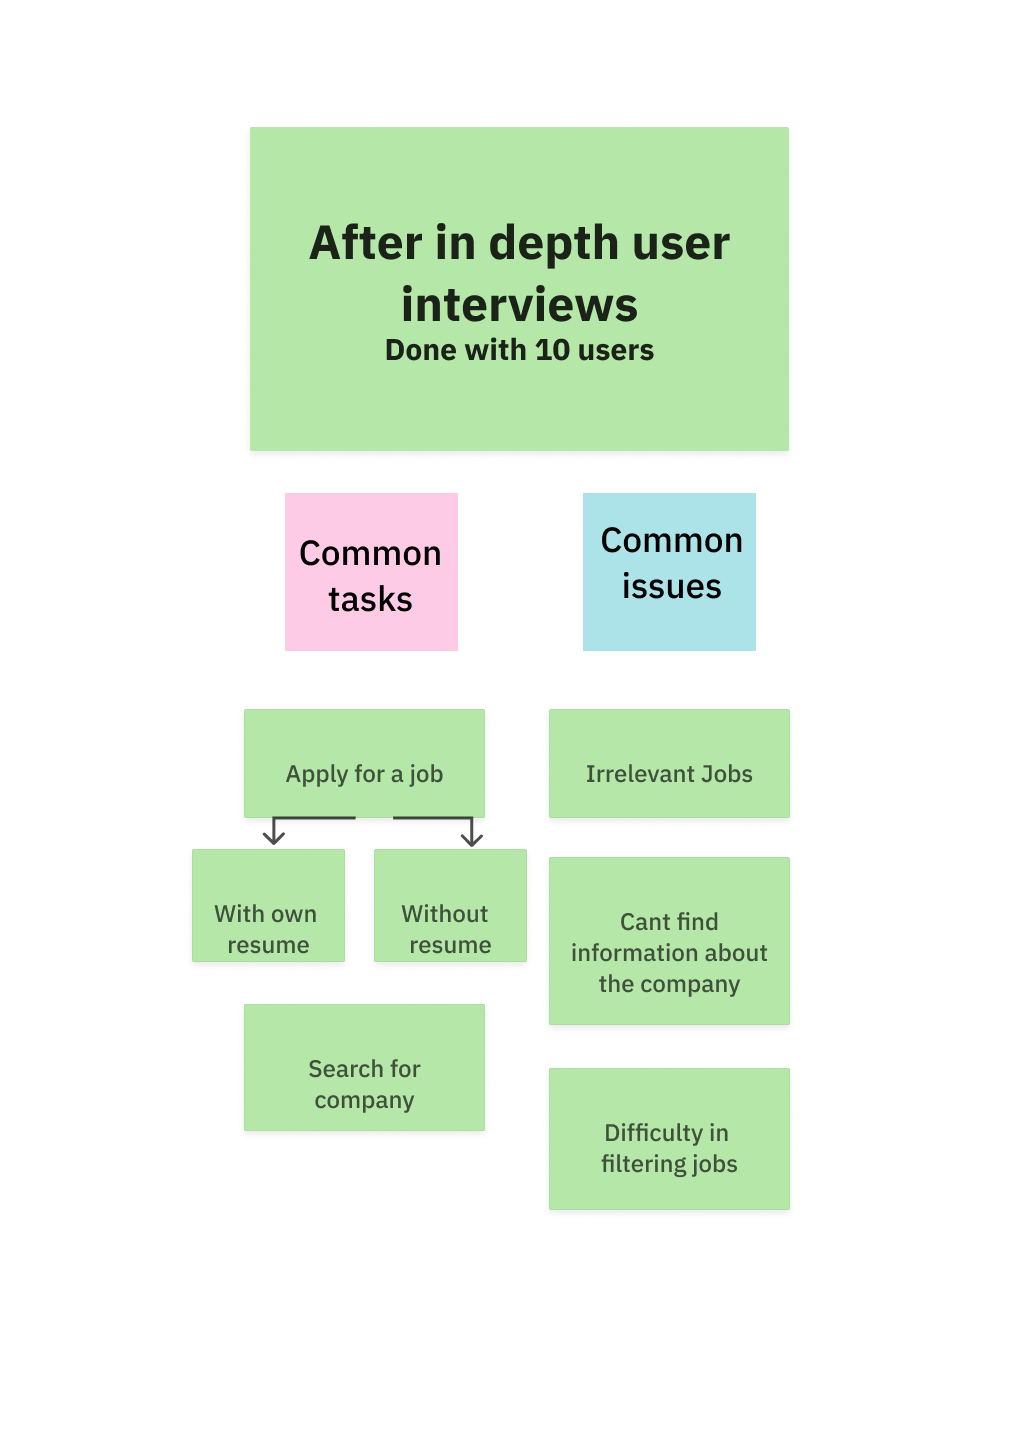 After in depth user
interviews
Done with 10 users
Common
tasks
Common
issues
Apply for a job
With own
resume
Without
resume
Search for
company
Irrelevant Jobs
Cant find
information about
the company
Difficulty in
filtering jobs